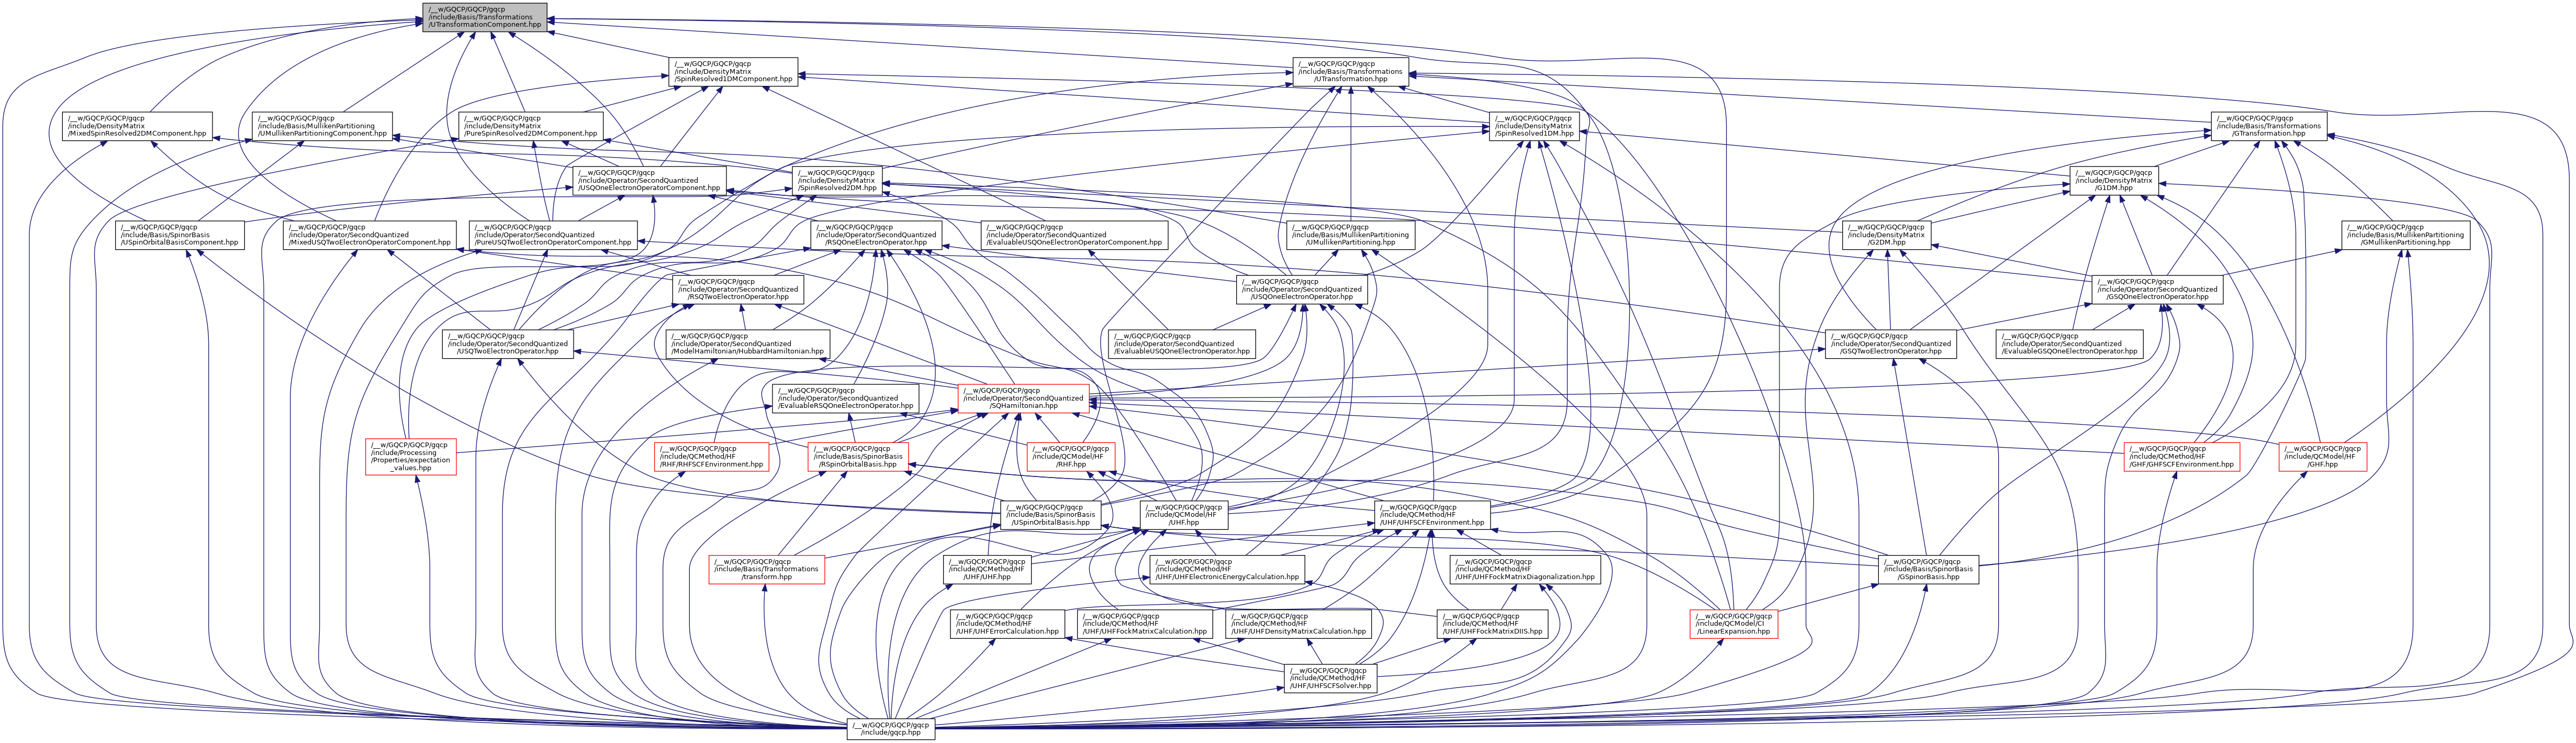 /__w/GQCP/GQCP/gqcp
/include/Basis/Transformations
/UTransformationComponent.hpp
/__w/GQCP/GQCP/gqcp
/include/DensityMatrix
/SpinResolved1DMComponent.hpp
/__w/GQCP/GQCP/gqcp
/include/Basis/Transformations
/UTransformation.hpp
/__w/GQCP/GQCP/gqcp
/include/DensityMatrix
/MixedSpinResolved2DMComponent.hpp
/__w/GQCP/GQCP/gqcp
/include/Basis/MullikenPartitioning
/UMullikenPartitioningComponent.hpp
/__w/GQCP/GQCP/gqcp
/include/DensityMatrix
/PureSpinResolved2DMComponent.hpp
/__w/GQCP/GQCP/gqcp
/include/DensityMatrix
/SpinResolved1DM.hpp
/__w/GQCP/GQCP/gqcp
/include/Basis/Transformations
/GTransformation.hpp
/__w/GQCP/GQCP/gqcp
/include/Operator/SecondQuantized
/USQOneElectronOperatorComponent.hpp
/__w/GQCP/GQCP/gqcp
/include/DensityMatrix
/SpinResolved2DM.hpp
/__w/GQCP/GQCP/gqcp
/include/DensityMatrix
/G1DM.hpp
/__w/GQCP/GQCP/gqcp
/include/Basis/SpinorBasis
/USpinOrbitalBasisComponent.hpp
/__w/GQCP/GQCP/gqcp
/include/Operator/SecondQuantized
/MixedUSQTwoElectronOperatorComponent.hpp
/__w/GQCP/GQCP/gqcp
/include/Operator/SecondQuantized
/PureUSQTwoElectronOperatorComponent.hpp
/__w/GQCP/GQCP/gqcp
/include/Operator/SecondQuantized
/RSQOneElectronOperator.hpp
/__w/GQCP/GQCP/gqcp
/include/Operator/SecondQuantized
/EvaluableUSQOneElectronOperatorComponent.hpp
/__w/GQCP/GQCP/gqcp
/include/Basis/MullikenPartitioning
/UMullikenPartitioning.hpp
/__w/GQCP/GQCP/gqcp
/include/DensityMatrix
/G2DM.hpp
/__w/GQCP/GQCP/gqcp
/include/Basis/MullikenPartitioning
/GMullikenPartitioning.hpp
/__w/GQCP/GQCP/gqcp
/include/Operator/SecondQuantized
/RSQTwoElectronOperator.hpp
/__w/GQCP/GQCP/gqcp
/include/Operator/SecondQuantized
/USQOneElectronOperator.hpp
/__w/GQCP/GQCP/gqcp
/include/Operator/SecondQuantized
/GSQOneElectronOperator.hpp
/__w/GQCP/GQCP/gqcp
/include/Operator/SecondQuantized
/USQTwoElectronOperator.hpp
/__w/GQCP/GQCP/gqcp
/include/Operator/SecondQuantized
/ModelHamiltonian/HubbardHamiltonian.hpp
/__w/GQCP/GQCP/gqcp
/include/Operator/SecondQuantized
/EvaluableUSQOneElectronOperator.hpp
/__w/GQCP/GQCP/gqcp
/include/Operator/SecondQuantized
/GSQTwoElectronOperator.hpp
/__w/GQCP/GQCP/gqcp
/include/Operator/SecondQuantized
/EvaluableGSQOneElectronOperator.hpp
/__w/GQCP/GQCP/gqcp
/include/Operator/SecondQuantized
/EvaluableRSQOneElectronOperator.hpp
/__w/GQCP/GQCP/gqcp
/include/Operator/SecondQuantized
/SQHamiltonian.hpp
/__w/GQCP/GQCP/gqcp
/include/Processing
/Properties/expectation
_values.hpp
/__w/GQCP/GQCP/gqcp
/include/QCMethod/HF
/RHF/RHFSCFEnvironment.hpp
/__w/GQCP/GQCP/gqcp
/include/Basis/SpinorBasis
/RSpinOrbitalBasis.hpp
/__w/GQCP/GQCP/gqcp
/include/QCModel/HF
/RHF.hpp
/__w/GQCP/GQCP/gqcp
/include/QCMethod/HF
/GHF/GHFSCFEnvironment.hpp
/__w/GQCP/GQCP/gqcp
/include/QCModel/HF
/GHF.hpp
/__w/GQCP/GQCP/gqcp
/include/Basis/SpinorBasis
/USpinOrbitalBasis.hpp
/__w/GQCP/GQCP/gqcp
/include/QCModel/HF
/UHF.hpp
/__w/GQCP/GQCP/gqcp
/include/QCMethod/HF
/UHF/UHFSCFEnvironment.hpp
/__w/GQCP/GQCP/gqcp
/include/Basis/Transformations
/transform.hpp
/__w/GQCP/GQCP/gqcp
/include/QCMethod/HF
/UHF/UHF.hpp
/__w/GQCP/GQCP/gqcp
/include/QCMethod/HF
/UHF/UHFElectronicEnergyCalculation.hpp
/__w/GQCP/GQCP/gqcp
/include/QCMethod/HF
/UHF/UHFFockMatrixDiagonalization.hpp
/__w/GQCP/GQCP/gqcp
/include/Basis/SpinorBasis
/GSpinorBasis.hpp
/__w/GQCP/GQCP/gqcp
/include/QCMethod/HF
/UHF/UHFErrorCalculation.hpp
/__w/GQCP/GQCP/gqcp
/include/QCMethod/HF
/UHF/UHFFockMatrixCalculation.hpp
/__w/GQCP/GQCP/gqcp
/include/QCMethod/HF
/UHF/UHFDensityMatrixCalculation.hpp
/__w/GQCP/GQCP/gqcp
/include/QCMethod/HF
/UHF/UHFFockMatrixDIIS.hpp
/__w/GQCP/GQCP/gqcp
/include/QCModel/CI
/LinearExpansion.hpp
/__w/GQCP/GQCP/gqcp
/include/QCMethod/HF
/UHF/UHFSCFSolver.hpp
/__w/GQCP/GQCP/gqcp
/include/gqcp.hpp